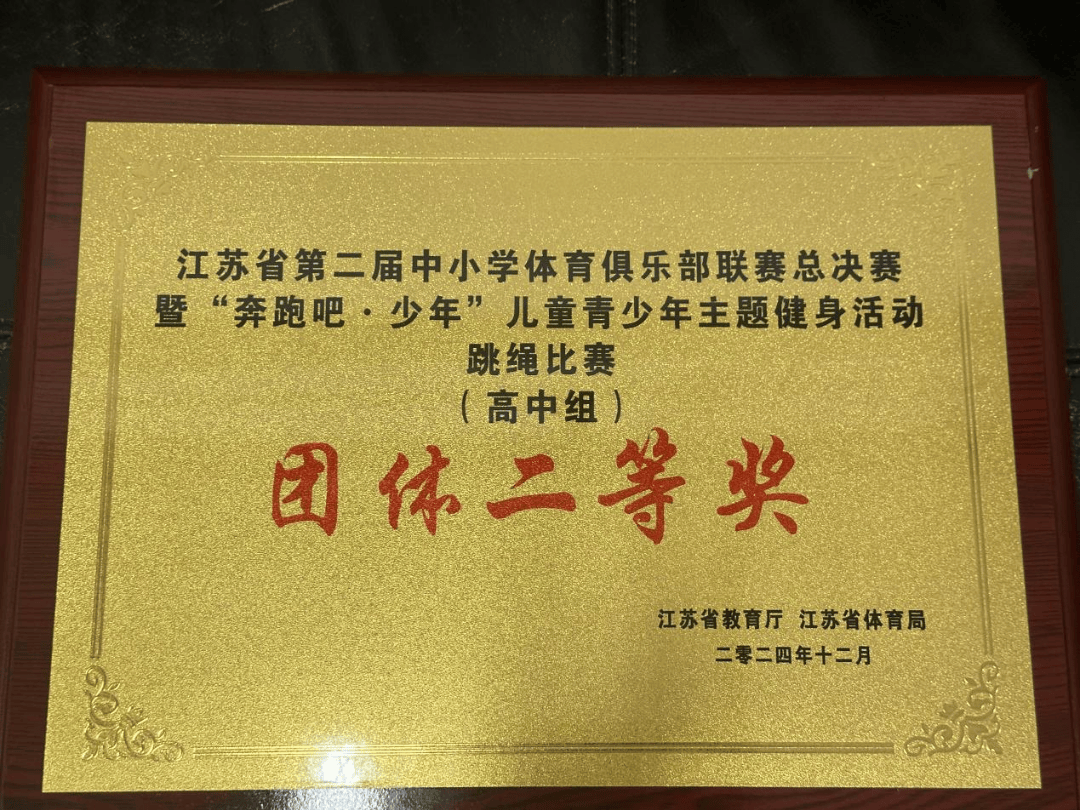 江苏省第二届中小学体育俱乐部联赛总决赛
暨“奔跑吧·少年”儿童青少年主题健身活动
跳绳比赛
（高中组）
团体二等奖
江苏省教育厅 江苏省体育局
二零二四年十二月